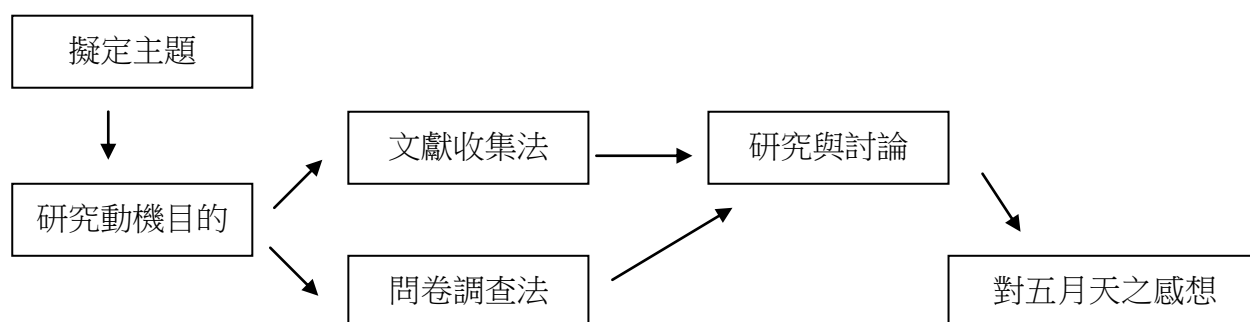 擬定主題
文獻收集法
研究與討論
研究動機目的
問卷調查法
對五月天之感想